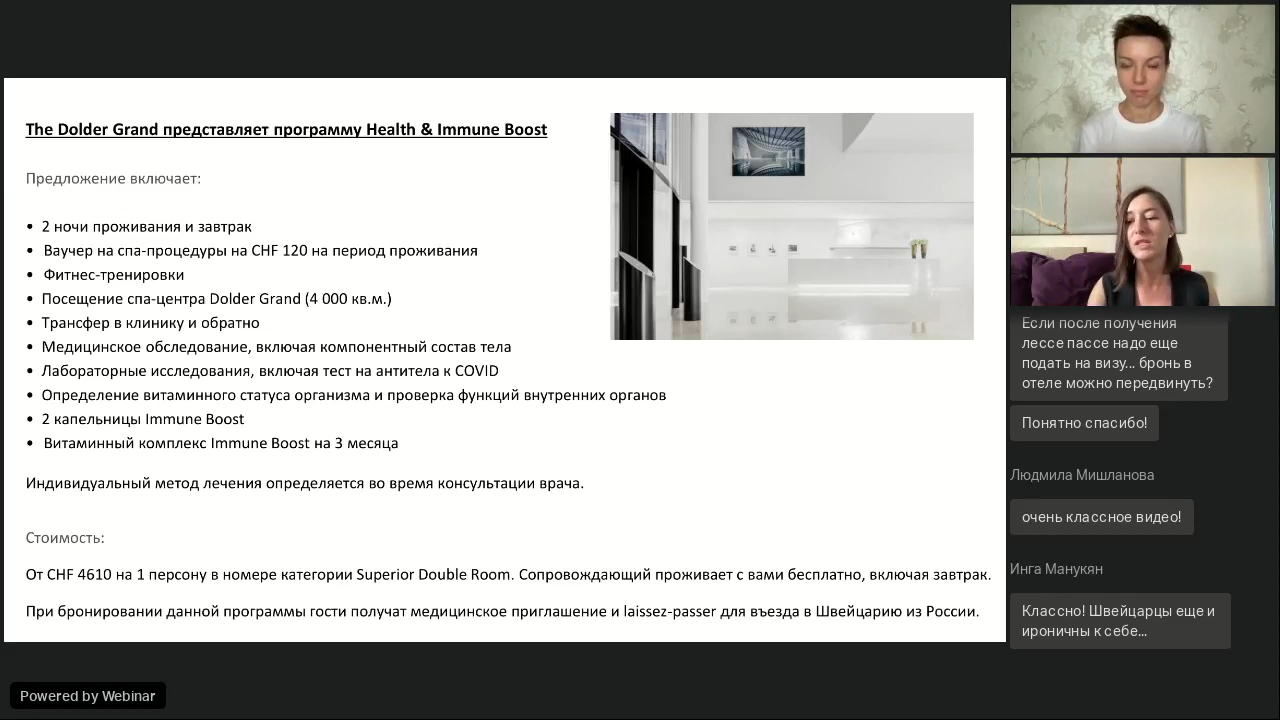 The Dolder Grand представляет программу Health & Immune Boost
Предложение включает:
• 2 ночи проживания и завтрак
• Ваучер на спа-процедуры на CHF 120 на период проживания
• Фитнес-тренировки
• Посещение спа-центра Dolder Grand (4 000 кв.м.)
• Трансфер в клинику и обратно
• Медицинское обследование, включая компонентный состав тела
• Лабораторные исследования, включая тест на антитела к COVID
• Определение витаминного статуса организма и проверка функций внутренних органов
• 2 капельницы Immune Boost
• Витаминный комплекс Immune Boost на 3 месяца
Индивидуальный метод лечения определяется во время консультации врача.
Стоимость:
От CHF 4610 на 1 персону в номере категории Superior Double Room. Сопровождающий проживает с вами бесплатно, включая завтрак.
При бронировании данной программы гости получат медицинское приглашение и laissez-passer для въезда в Швейцарию из России.
Powered by Webinar
Если после получения
лессе пассе надо еще
подать на визу... бронь в
отеле можно передвинуть?
Понятно спасибо!
Людмила Мишланова
очень классное видео!
Инга Манукян
Классно! Швейцарцы еще и
ироничны к себе...